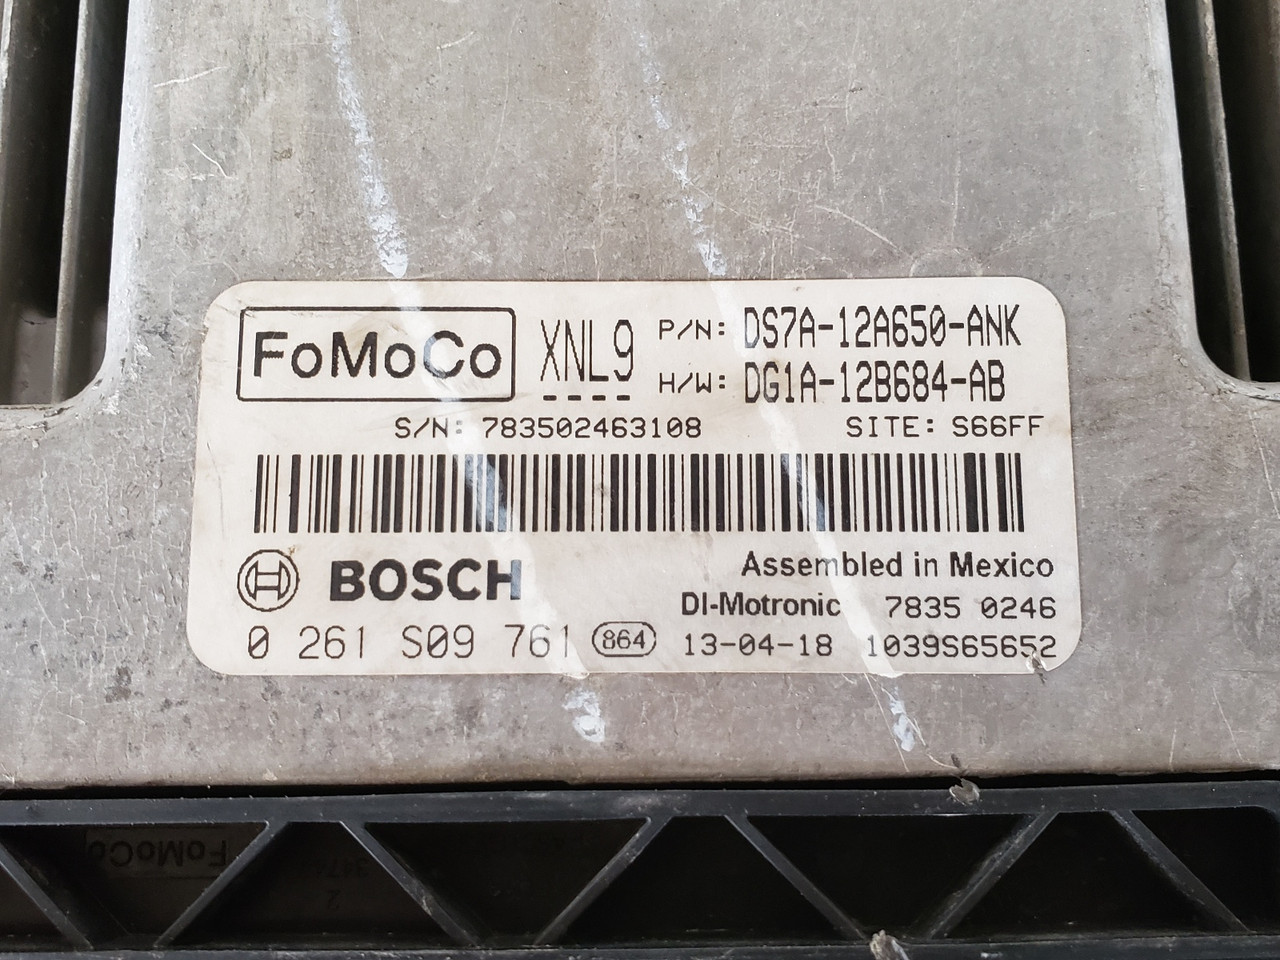 FoMoCo XNL9 P/N: DS7A-12A650-ANK
H/W: DG1A-12B684-AB
S/N: 783502463108 SITE: S66FF
BOSCH Assembled in Mexico
DI-Motronic 7835 0246
0 261 S09 761 864 13-04-18 1039S65652
FoMoCo